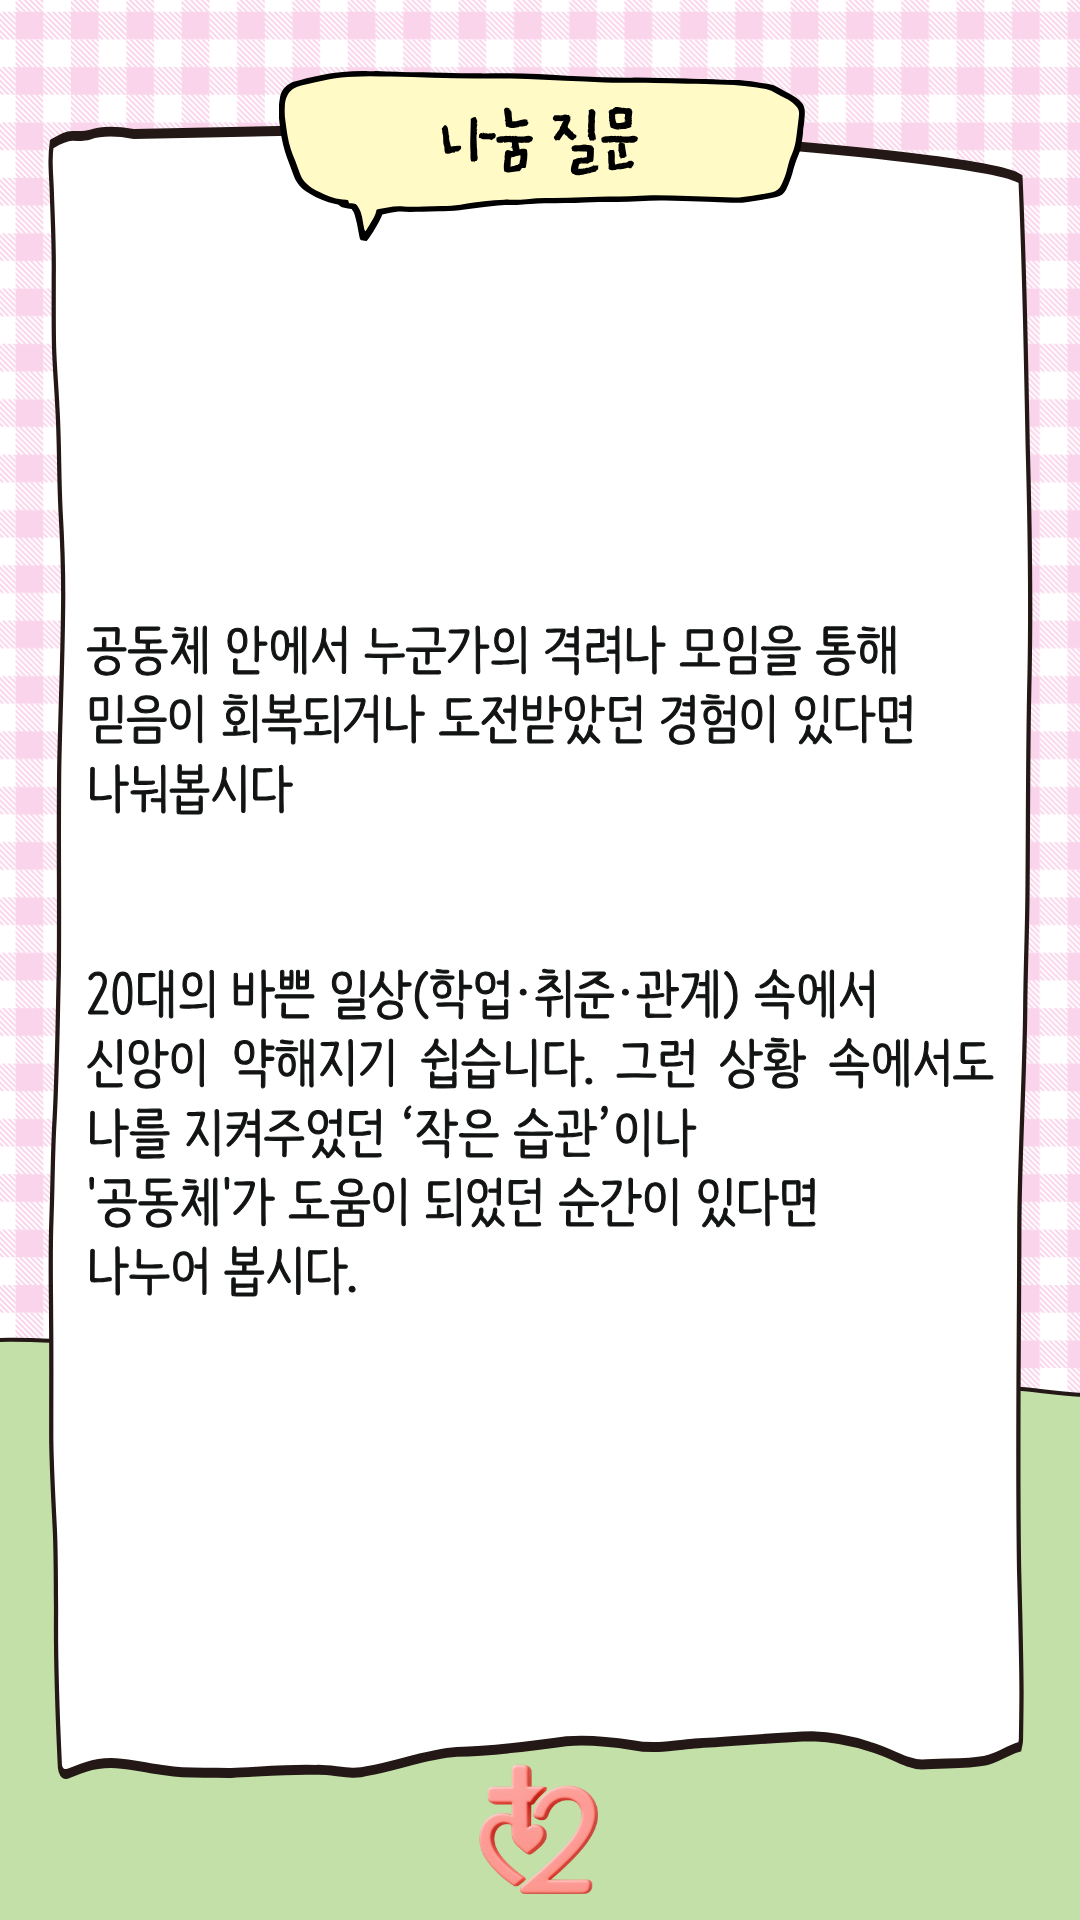 나눔 질문
공동체 안에서 누군가의 격려나 모임을 통해
믿음이 회복되거나 도전받았던 경험이 있다면
나눠봅시다
20대의 바쁜 일상(학업·취준·관계) 속에서
신앙이 약해지기 쉽습니다. 그런 상황 속에서도
나를 지켜주었던 ‘작은 습관’이나
'공동체'가 도움이 되었던 순간이 있다면
나누어 봅시다.